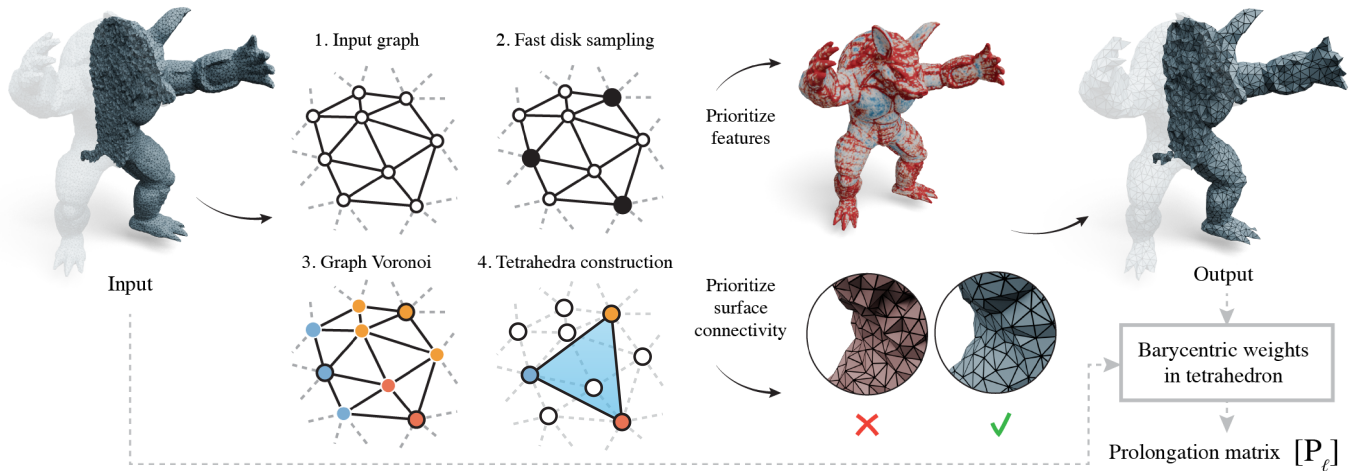 1. Input graph
2. Fast disk sampling
Prioritize
features
Input
3. Graph Voronoi
4. Tetrahedra construction
Prioritize
surface
connectivity
Output
Barycentric weights
in tetrahedron
Prolongation matrix [P_ℓ]